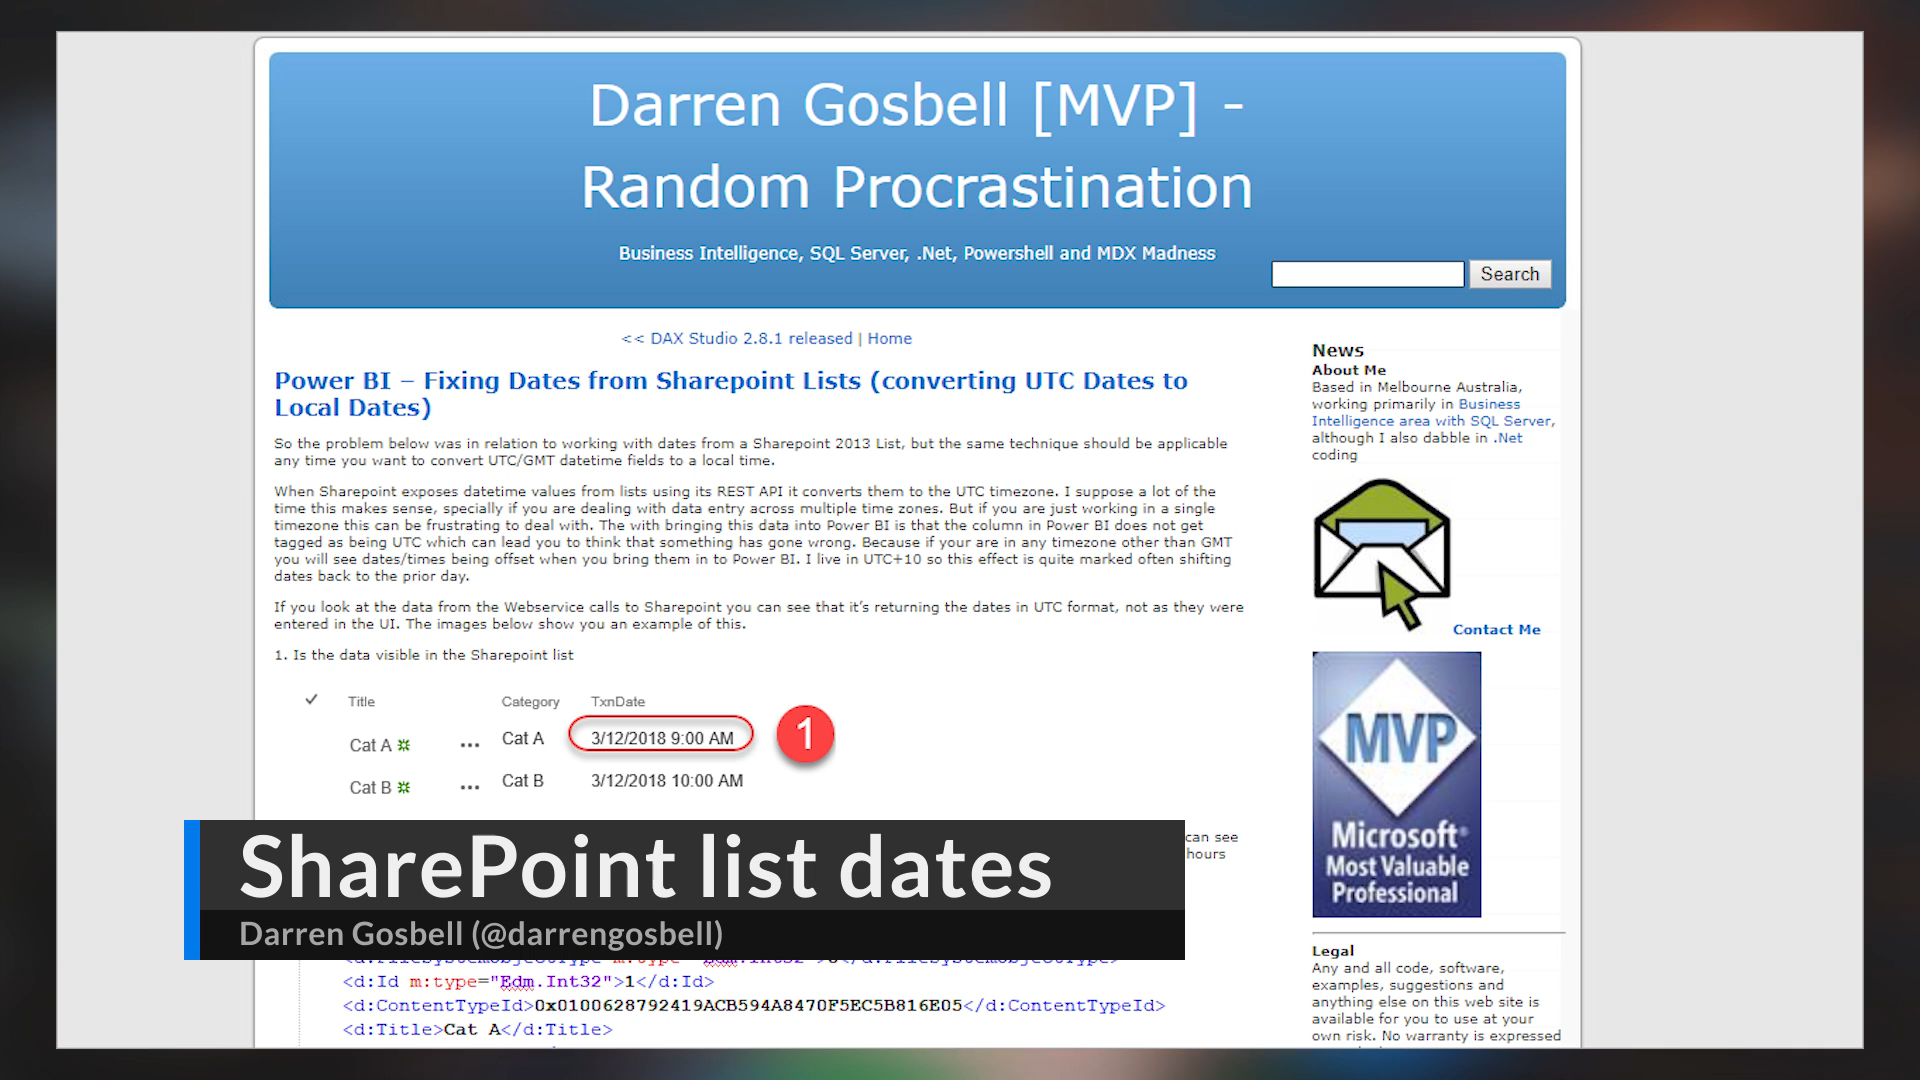 Darren Gosbell [MVP] -
Random Procrastination
Business Intelligence, SQL Server, .Net, Powershell and MDX Madness
Search
<< DAX Studio 2.8.1 released | Home
Power BI – Fixing Dates from Sharepoint Lists (converting UTC Dates to
Local Dates)
So the problem below was in relation to working with dates from a Sharepoint 2013 List, but the same technique should be applicable
any time you want to convert UTC/GMT datetime fields to a local time.
When Sharepoint exposes datetime values from lists using its REST API it converts them to the UTC timezone. I suppose a lot of the
time this makes sense, specially if you are dealing with data entry across multiple time zones. But if you are just working in a single
timezone this can be frustrating to deal with. The with bringing this data into Power BI is that the column in Power BI does not get
tagged as being UTC which can lead you to think that something has gone wrong. Because if your are in any timezone other than GMT
you will see dates/times being offset when you bring them in to Power BI. I live in UTC+10 so this effect is quite marked often shifting
dates back to the prior day.
If you look at the data from the Webservice calls to Sharepoint you can see that it's returning the dates in UTC format, not as they were
entered in the UI. The images below show you an example of this.
1. Is the data visible in the Sharepoint list
Title Category TxnDate
Cat A ... Cat A 3/12/2018 9:00 AM 1
Cat B ... Cat B 3/12/2018 10:00 AM
can see
hours
SharePoint list dates
Darren Gosbell (@darrengosbell)
<d:Id m:type="Edm.Int32">1</d:Id>
<d:ContentTypeId>0x0100628792419ACB594A8470F5EC5B816E05</d:ContentTypeId>
<d:Title>Cat A</d:Title>
News
About Me
Based in Melbourne Australia,
working primarily in Business
Intelligence area with SQL Server,
although I also dabble in .Net
coding
Contact Me
MVP
Microsoft®
Most Valuable
Professional
Legal
Any and all code, software,
examples, suggestions and
anything else on this web site is
available for you to use at your
own risk. No warranty is expressed